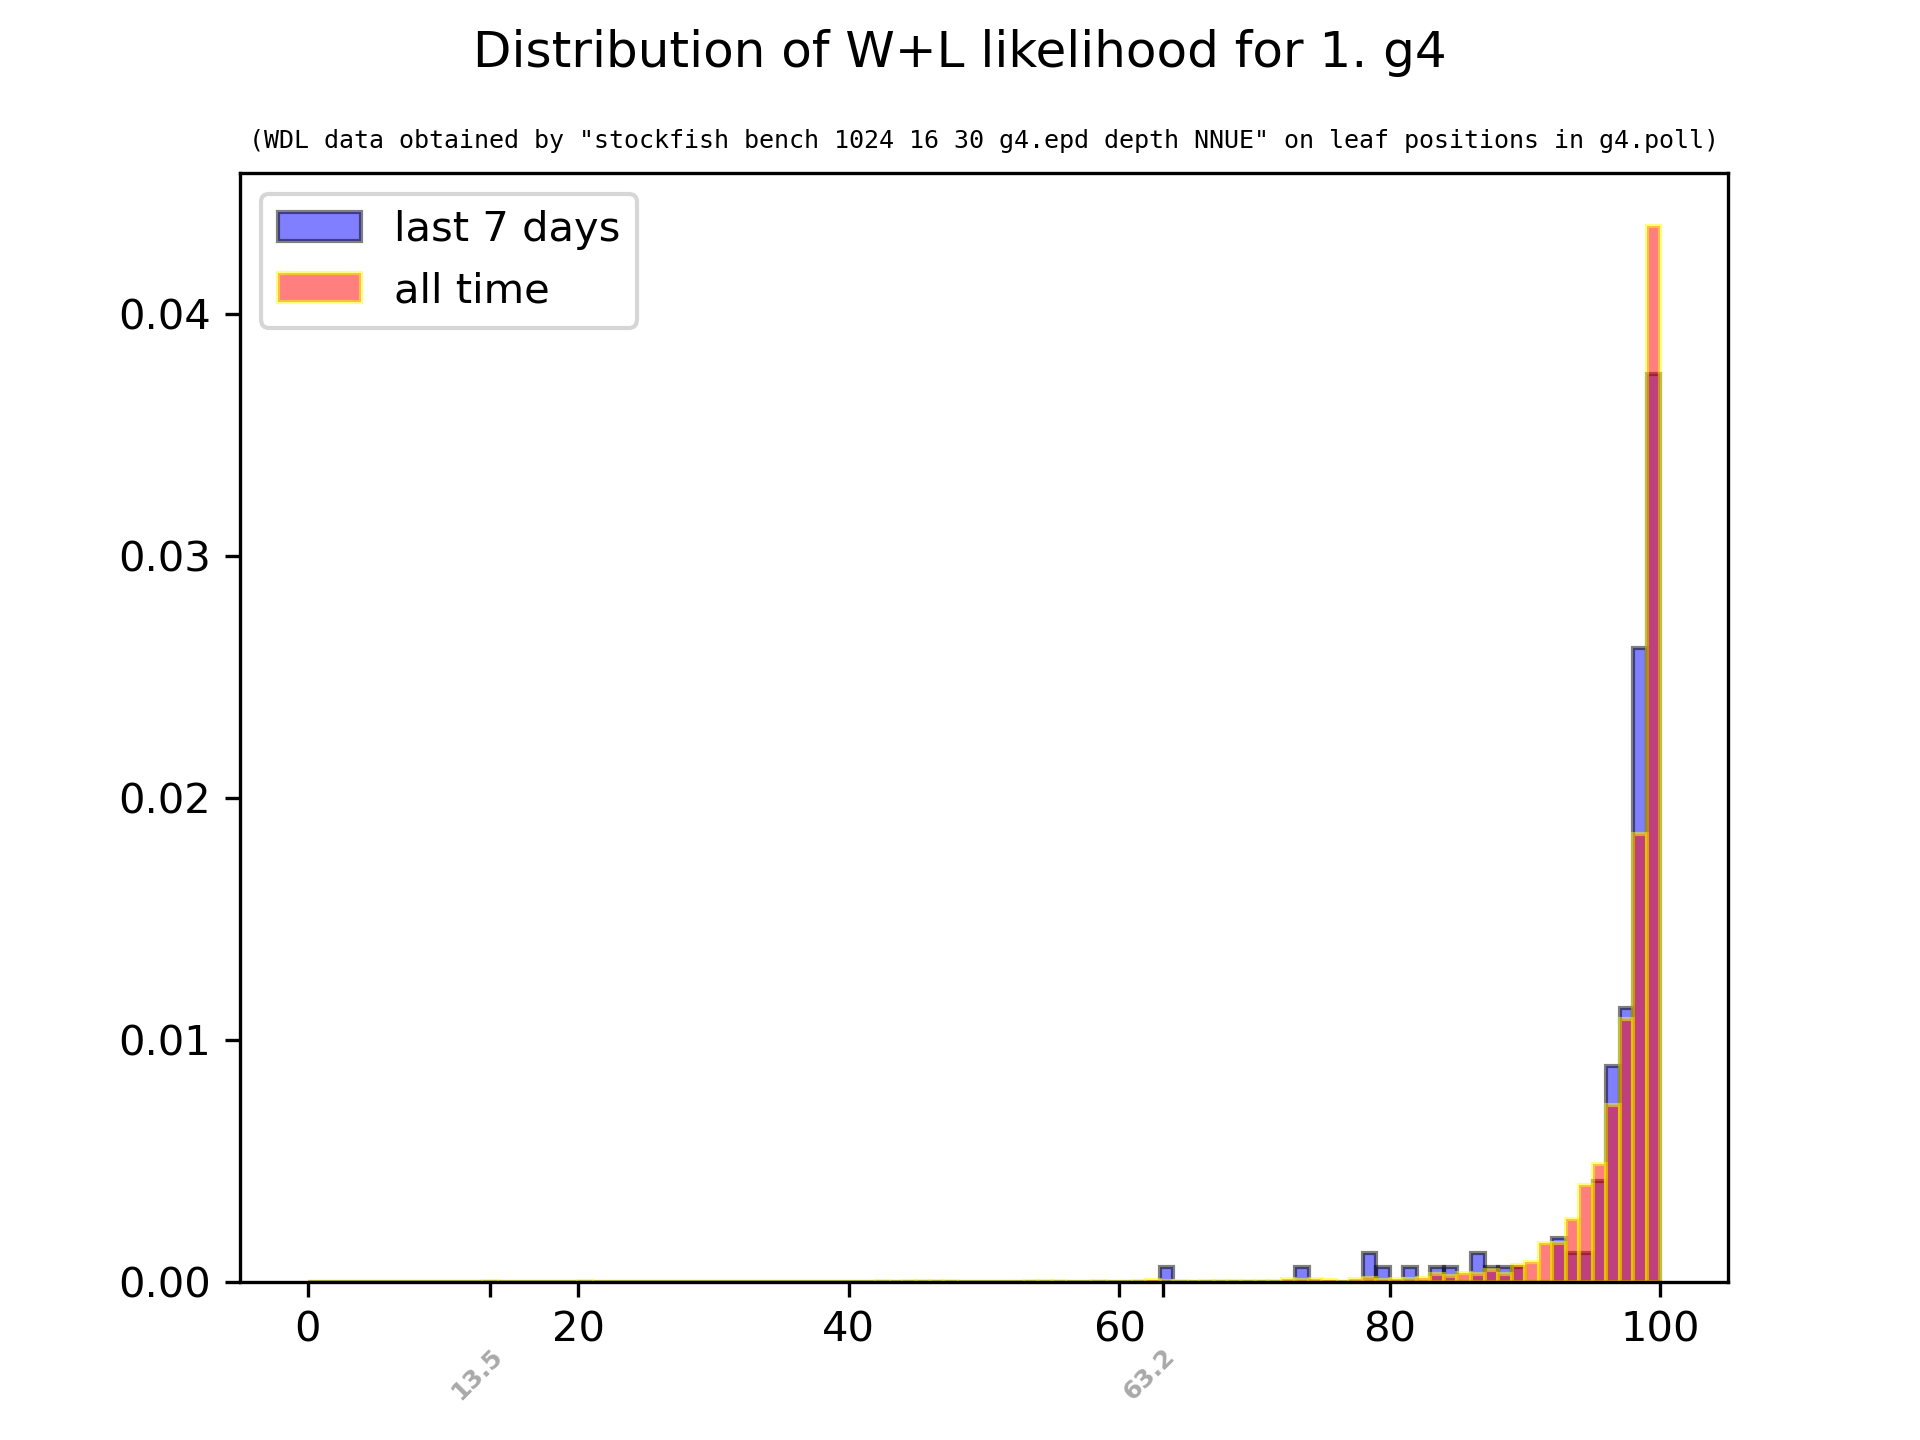 Distribution of W+L likelihood for 1. g4
(WDL data obtained by "stockfish bench 1024 16 30 g4.epd depth NNUE" on leaf positions in g4.poll)
last 7 days
all time
0.04
0.03
0.02
0.01
0.00
0 20 40 60 80 100
13.5 63.2